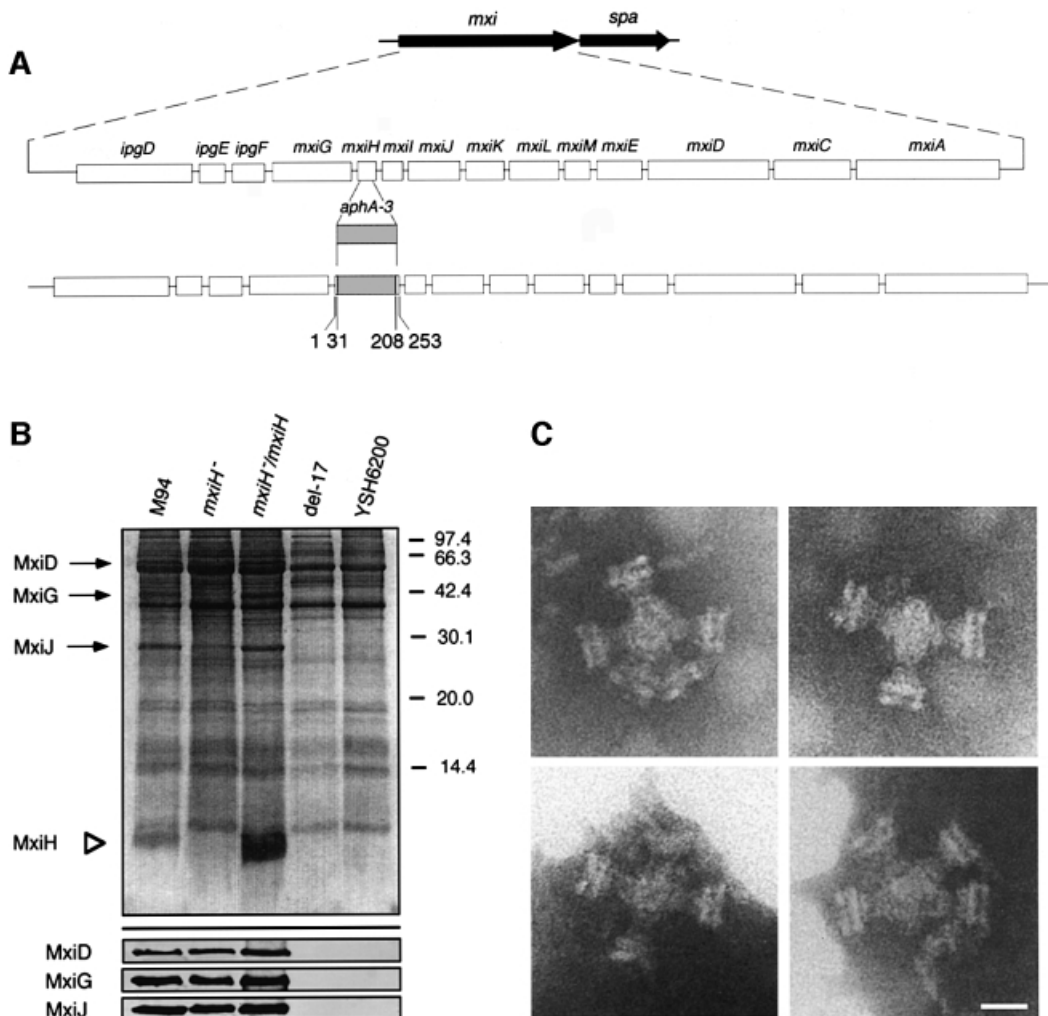 mxi spa
A
ipgD ipgE ipgF mxiG mxiH mxiI mxiJ mxiK mxiL mxiM mxiE mxiD mxiC mxiA
aphA-3
1 31 208 253
B
M94 mxiH⁻ mxiH⁻/mxiH del-17 YSH6200
MxiD
MxiG
MxiJ
MxiH
97.4
66.3
42.4
30.1
20.0
14.4
MxiD
MxiG
MxiJ
C